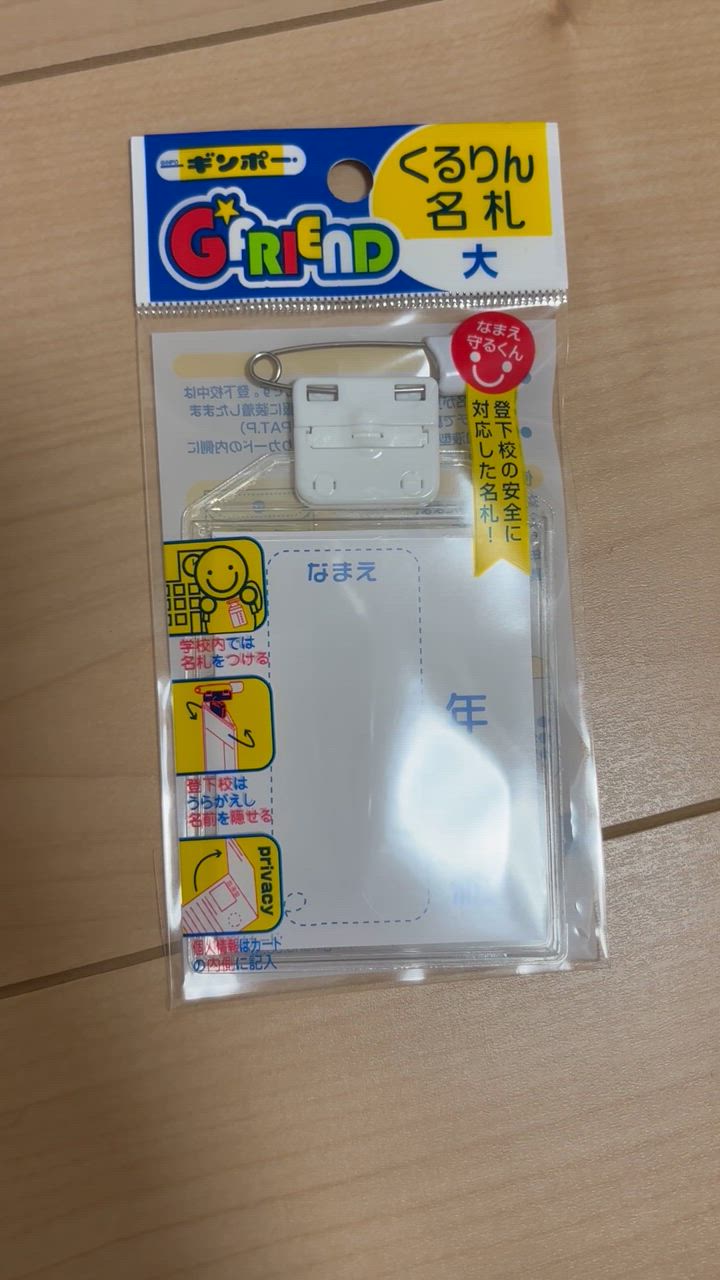 GINPO ギンポー
G★FRIEND
くるりん
名札
大
なまえ
守るくん
登下校の安全に
対応した名札!
なまえ
年
学校内では
名札をつける
登下校は
うらがえし
名前を隠せる
privacy
個人情報はカード
の内側に記入